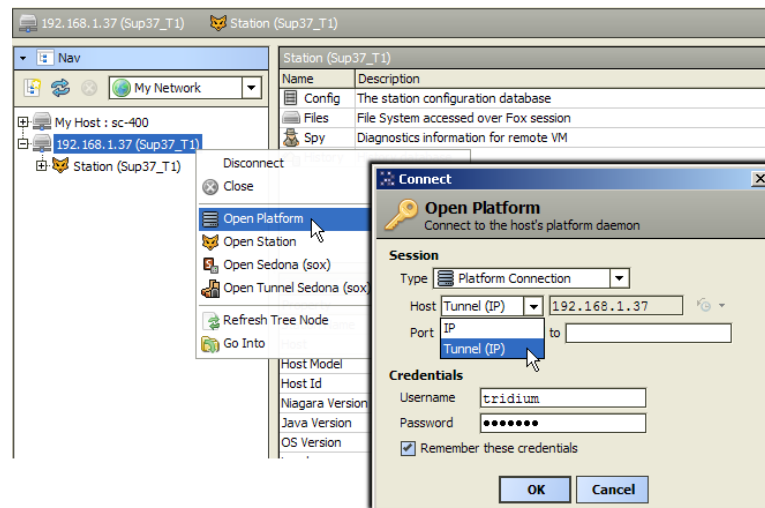 192.168.1.37 (Sup37_T1) Station (Sup37_T1)
Nav
My Network
My Host : sc-400
192.168.1.37 (Sup37_T1)
Station (Sup37_T1)
Station (Sup37_T1)
Name Description
Config The station configuration database
Files File System accessed over Fox session
Spy Diagnostics information for remote VM
Disconnect
Close
Open Platform
Open Station
Open Sedona (sox)
Open Tunnel Sedona (sox)
Refresh Tree Node
Go Into
Host Model
Host Id
Niagara Version
Java Version
OS Version
Connect
Open Platform
Connect to the host's platform daemon
Session
Type Platform Connection
Host Tunnel (IP) 192.168.1.37
IP
Port to
Tunnel (IP)
Credentials
Username tridium
Password
Remember these credentials
OK Cancel